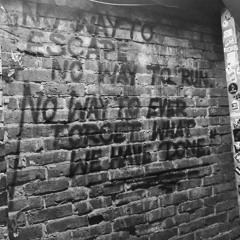 NO WAY TO
ESCAPE
NO WAY TO RUN
NO WAY TO EVER
FORGET WHAT
WE HAVE DONE